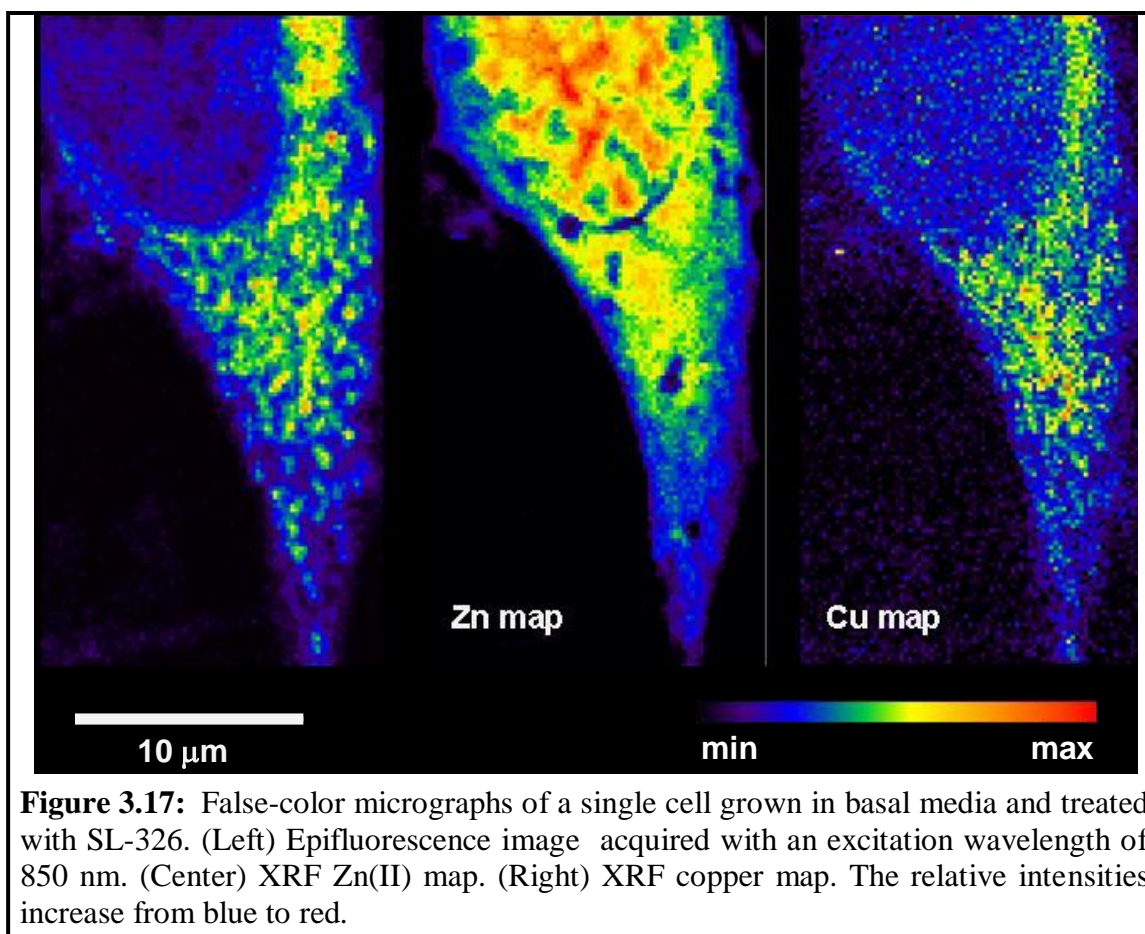 Zn map
Cu map
10 μm
min
max
Figure 3.17: False-color micrographs of a single cell grown in basal media and treated
with SL-326. (Left) Epifluorescence image acquired with an excitation wavelength of
850 nm. (Center) XRF Zn(II) map. (Right) XRF copper map. The relative intensities
increase from blue to red.